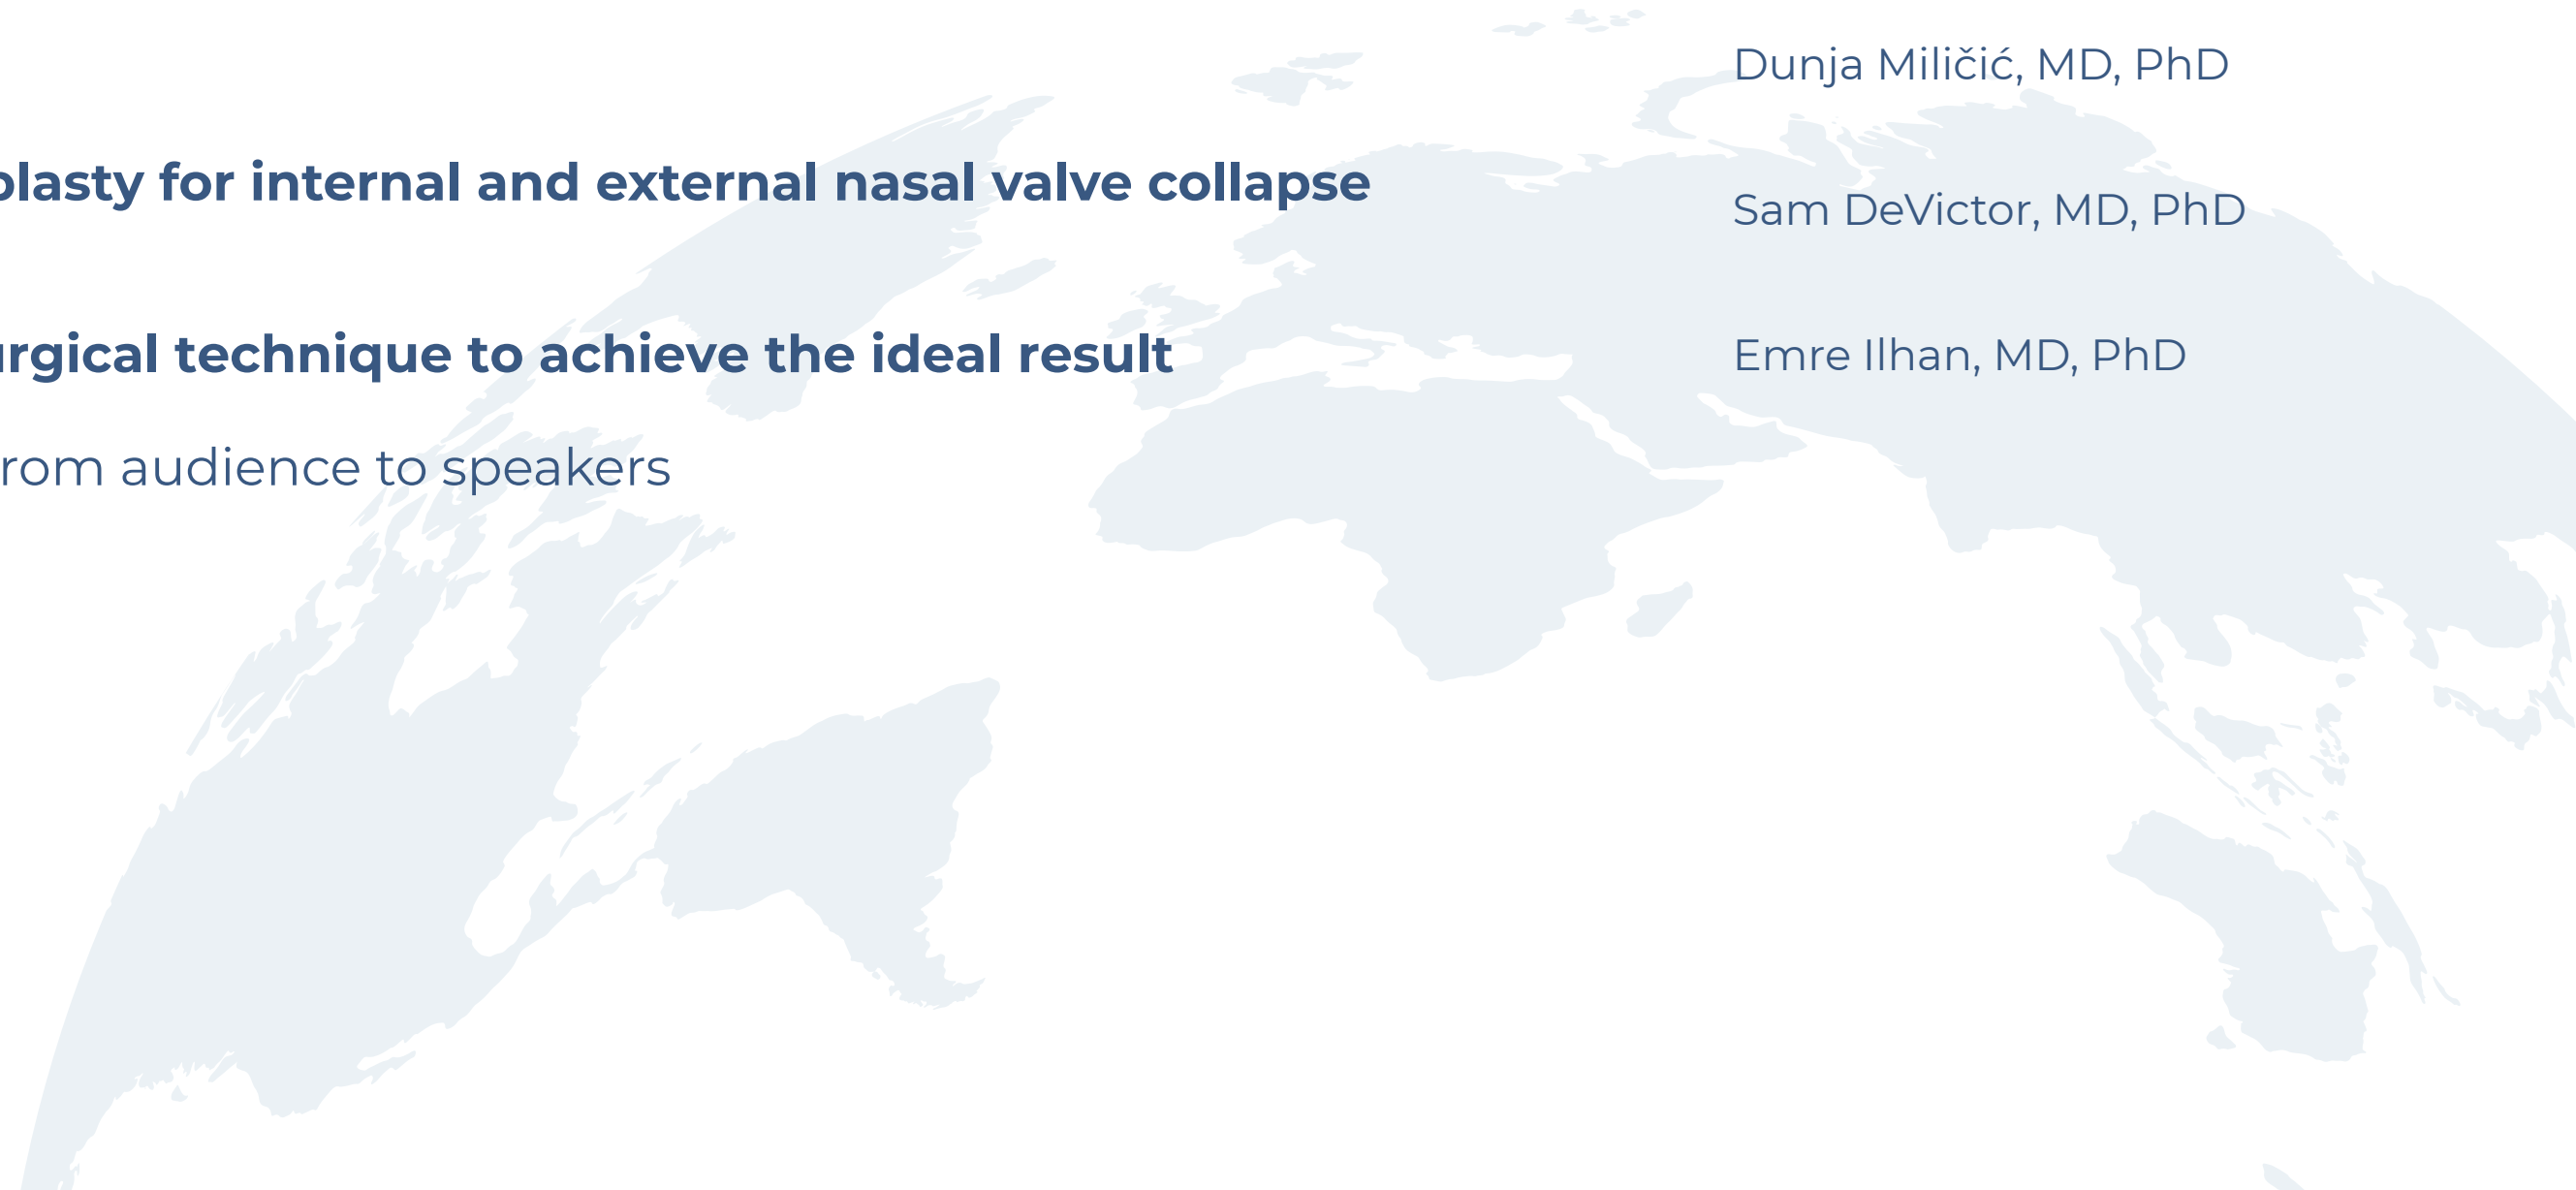 Dunja Miličić, MD, PhD
plasty for internal and external nasal valve collapse
Sam DeVictor, MD, PhD
urgical technique to achieve the ideal result
Emre Ilhan, MD, PhD
rom audience to speakers